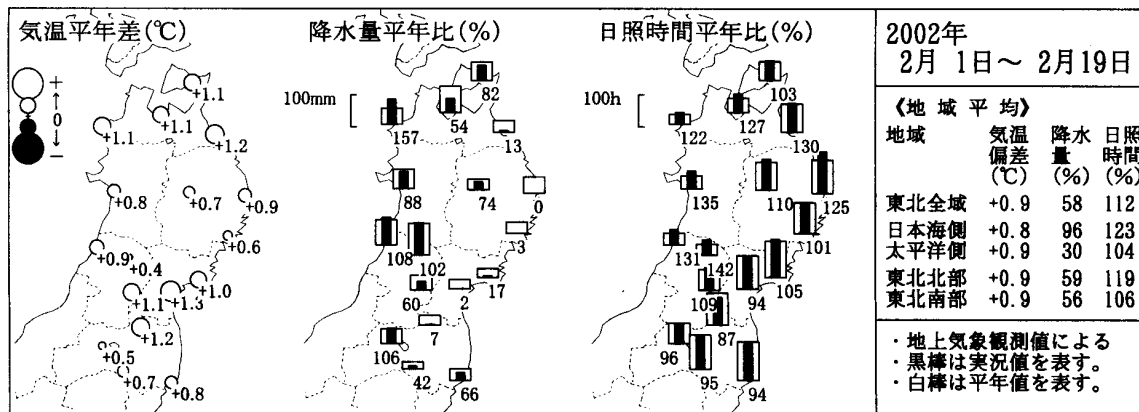 気温平年差(℃)
＋↑0↓－
+1.1
+1.1
+1.1
+1.2
+0.8
+0.7
+0.9
+0.6
+0.9
+0.4
+1.0
+1.1
+1.3
+1.2
+0.5
+0.7
+0.8
降水量平年比(%)
100mm
82
54
157
13
88
74
0
3
108
102
17
60
2
7
106
42
66
日照時間平年比(%)
100h
103
127
122
130
135
110
125
101
131
142
105
109
94
87
96
95
94
2002年
2月 1日～ 2月19日
《地 域 平 均》
地域 気温 降水 日照
偏差 量 時間
(℃) (%) (%)
東北全域 +0.9 58 112
日本海側 +0.8 96 123
太平洋側 +0.9 30 104
東北北部 +0.9 59 119
東北南部 +0.9 56 106
・地上気象観測値による
・黒棒は実況値を表す。
・白棒は平年値を表す。